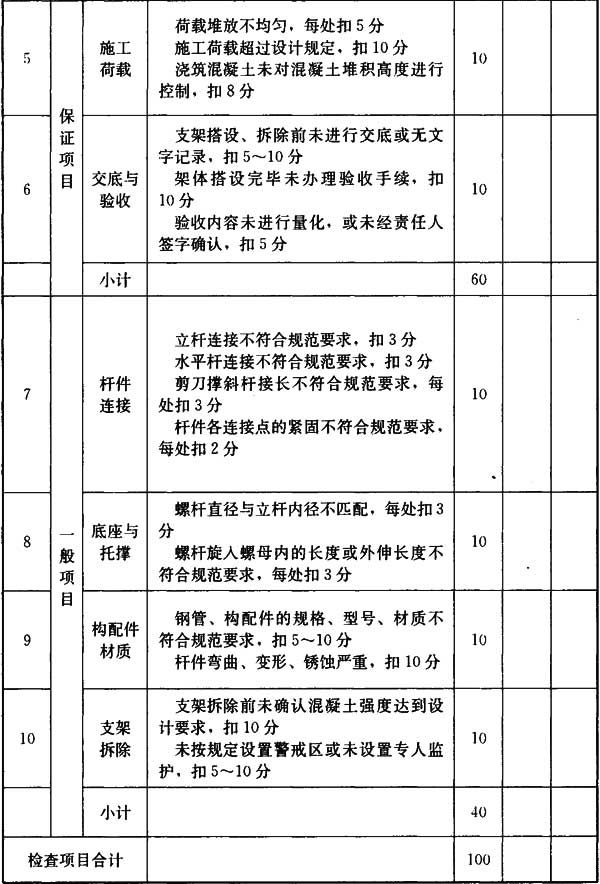 荷载堆放不均匀，每处扣5分
5
施工
荷载
施工荷载超过设计规定，扣10分
10
浇筑混凝土未对混凝土堆积高度进行
控制，扣8分
保证项目
6
交底与
验收
支架搭设、拆除前未进行交底或无文
字记录，扣5～10分
架体搭设完毕未办理验收手续，扣
10分
验收内容未进行量化，或未经责任人
签字确认，扣5分
10
小计
60
7
杆件
连接
立杆连接不符合规范要求，扣3分
水平杆连接不符合规范要求，扣3分
剪刀撑斜杆接长不符合规范要求，每
处扣3分
杆件各连接点的紧固不符合规范要求，
每处扣2分
10
一般项目
8
底座与
托撑
螺杆直径与立杆内径不匹配，每处扣3
分
螺杆旋人螺母内的长度或外伸长度不
符合规范要求，每处扣3分
10
9
构配件
材质
钢管、构配件的规格、型号、材质不
符合规范要求，扣5～10分
杆件弯曲、变形、锈蚀严重，扣10分
10
10
支架
拆除
支架拆除前未确认混凝土强度达到设
计要求，扣10分
未按规定设置警戒区或未设置专人监
护，扣5～10分
10
小计
40
检查项目合计
100